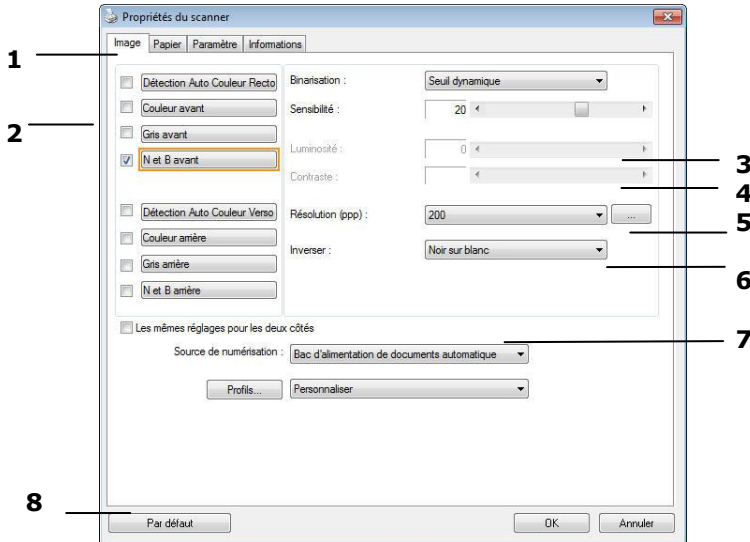 Propriétés du scanner
Image Papier Paramètre Informations
1
Détection Auto Couleur Recto
Binarisation :
Seuil dynamique
Couleur avant
Sensibilité :
20
2
Gris avant
N et B avant
Luminosité :
0
3
Contraste :
4
Détection Auto Couleur Verso
Résolution (ppp) :
200
...
5
Couleur arrière
Inverser :
Noir sur blanc
Gris arrière
6
N et B arrière
Les mêmes réglages pour les deux côtés
7
Source de numérisation :
Bac d'alimentation de documents automatique
Profils...
Personnaliser
8
Par défaut
OK
Annuler